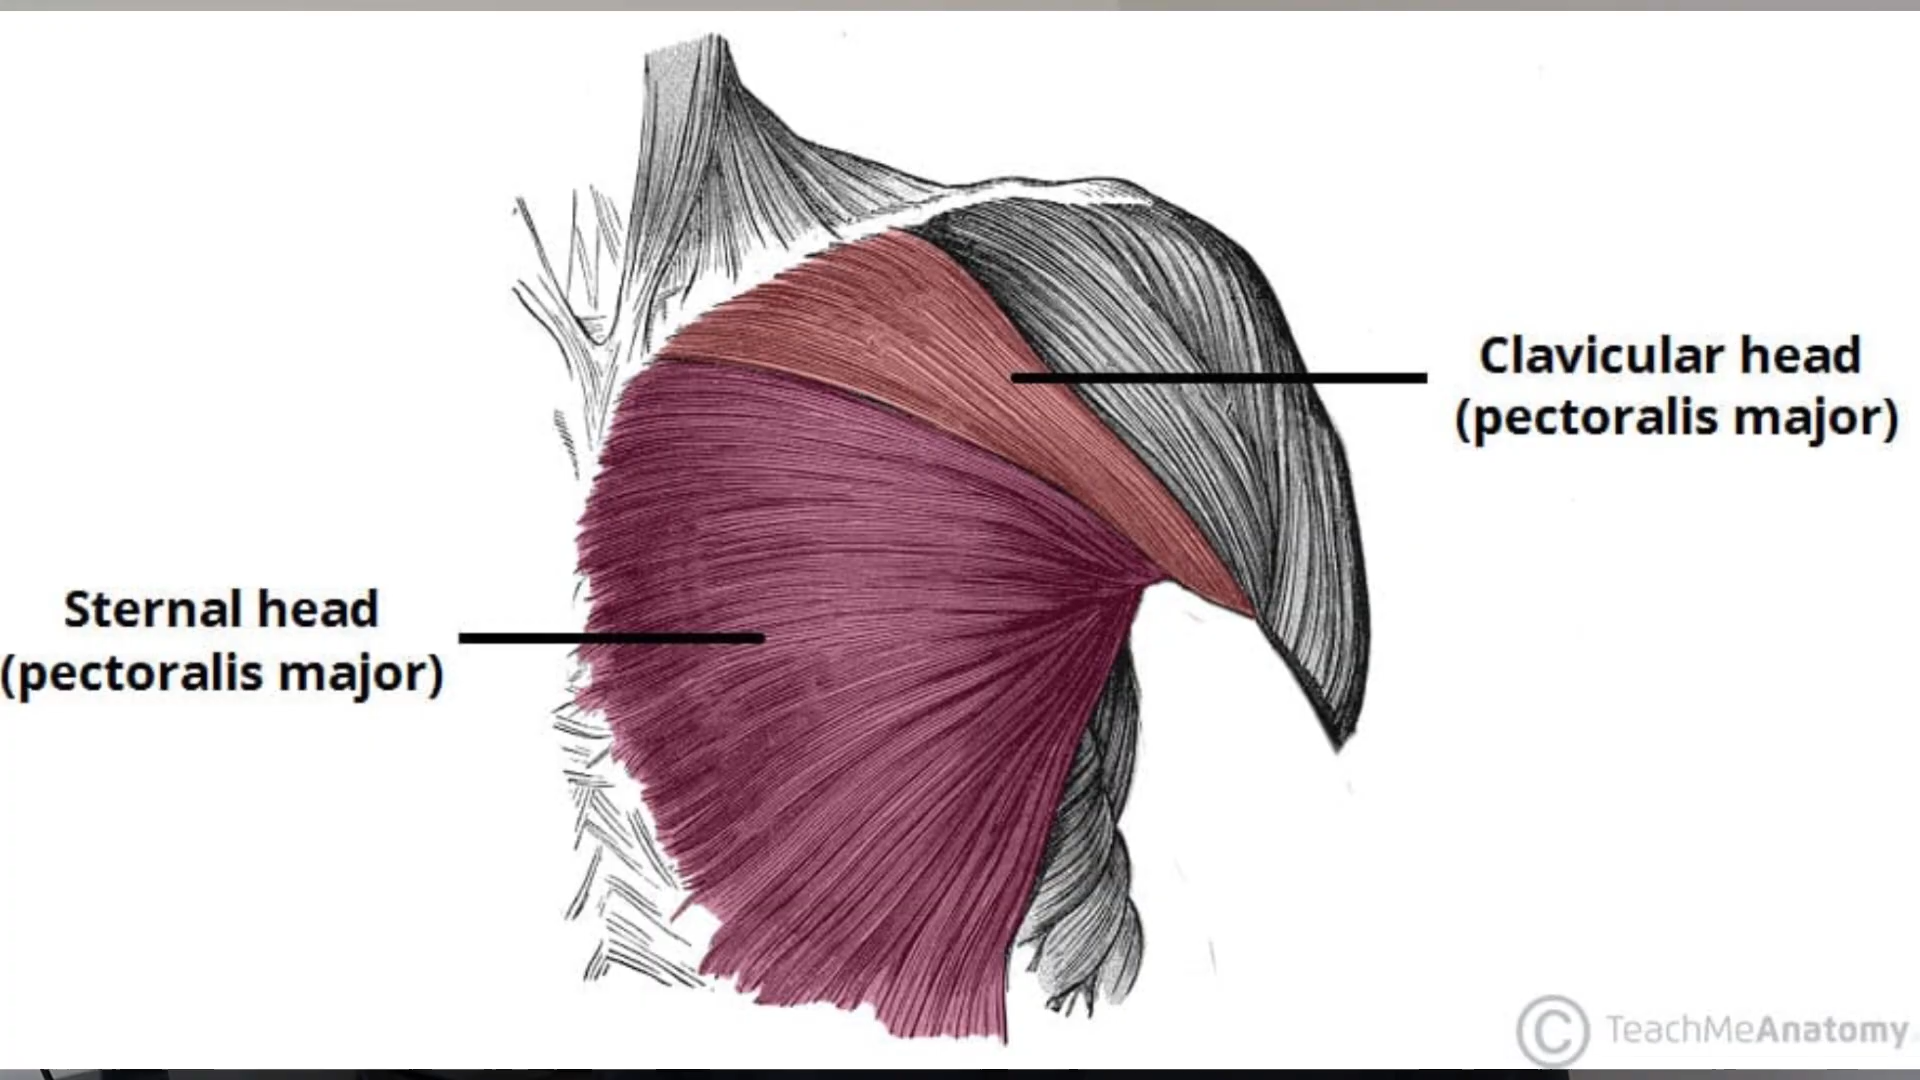 Clavicular head
(pectoralis major)
Sternal head
(pectoralis major)
© TeachMeAnatomy